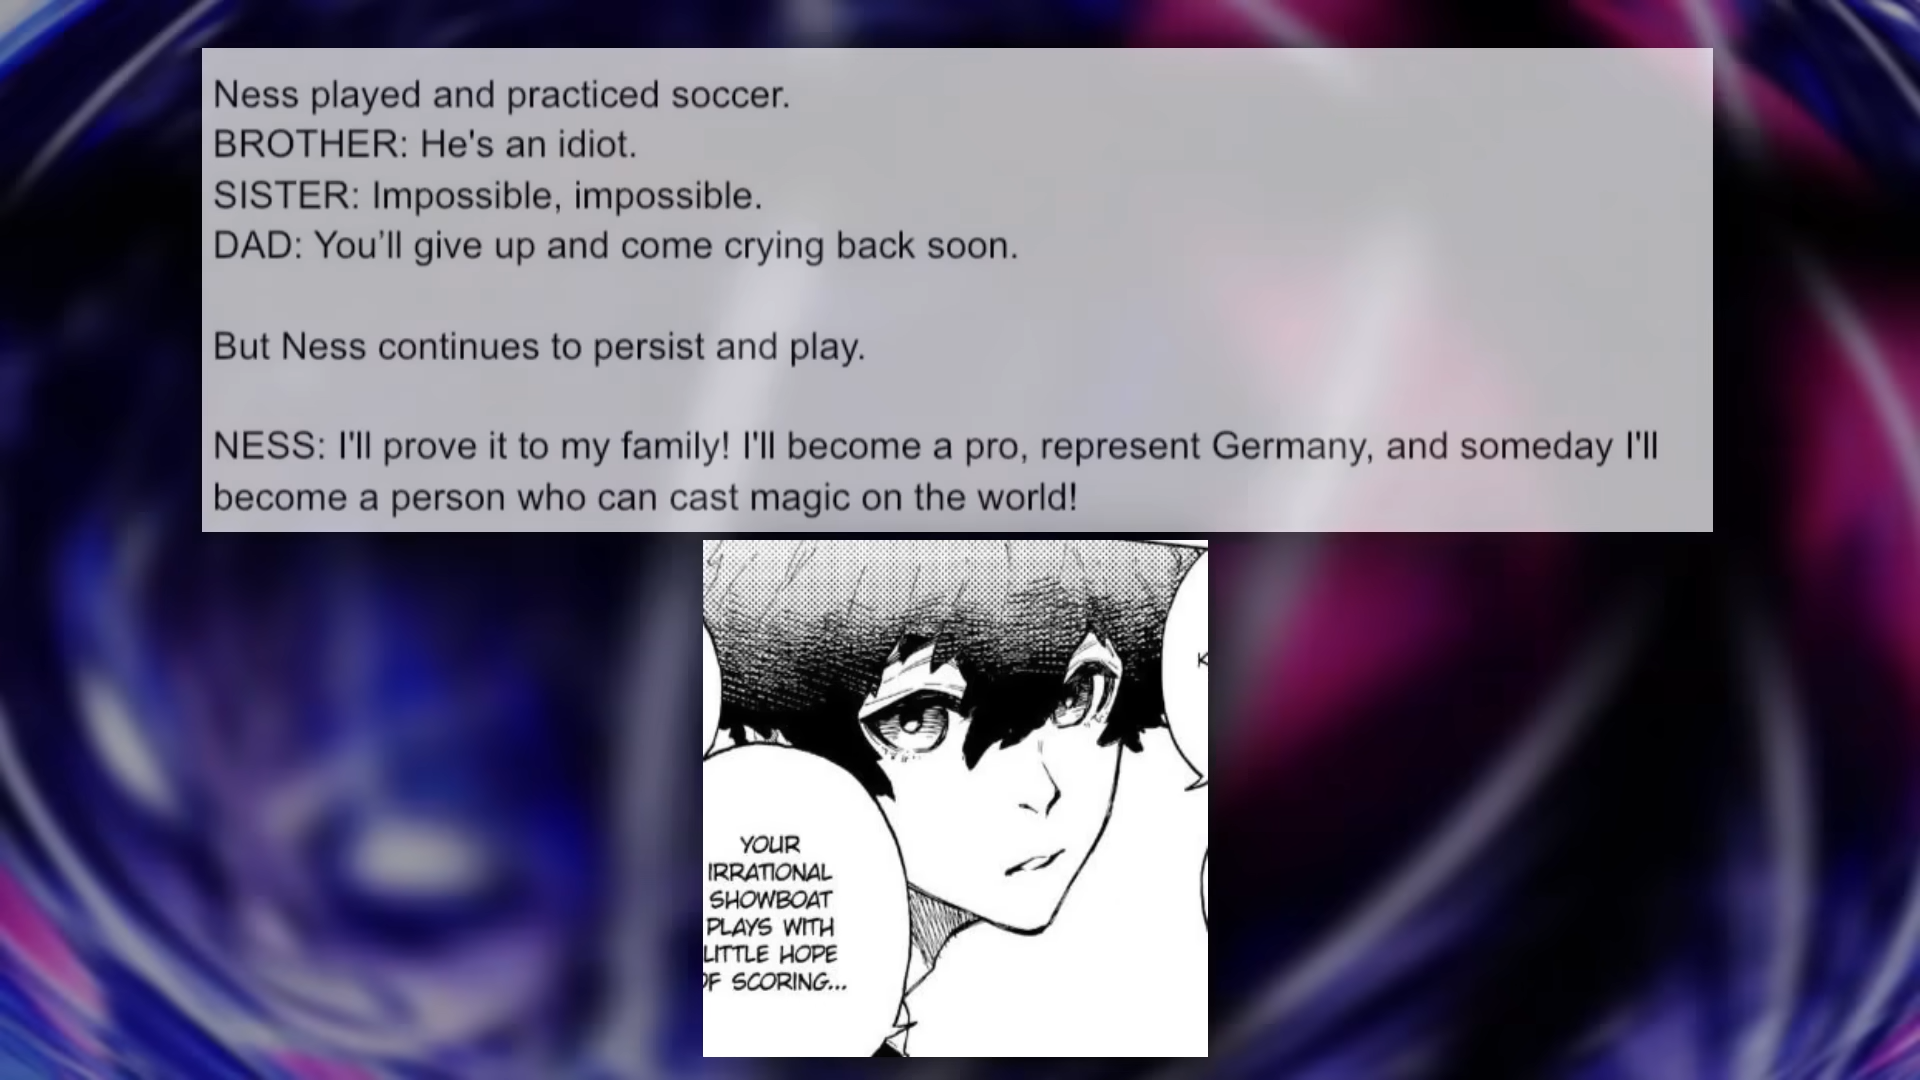 Ness played and practiced soccer.
BROTHER: He's an idiot.
SISTER: Impossible, impossible.
DAD: You’ll give up and come crying back soon.
But Ness continues to persist and play.
NESS: I'll prove it to my family! I'll become a pro, represent Germany, and someday I'll
become a person who can cast magic on the world!
YOUR
IRRATIONAL
SHOWBOAT
PLAYS WITH
LITTLE HOPE
OF SCORING...